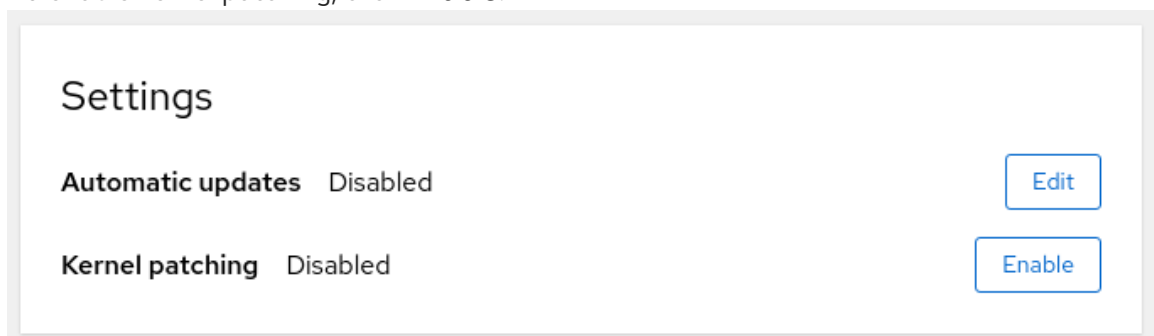 Settings
Automatic updates Disabled Edit
Kernel patching Disabled Enable